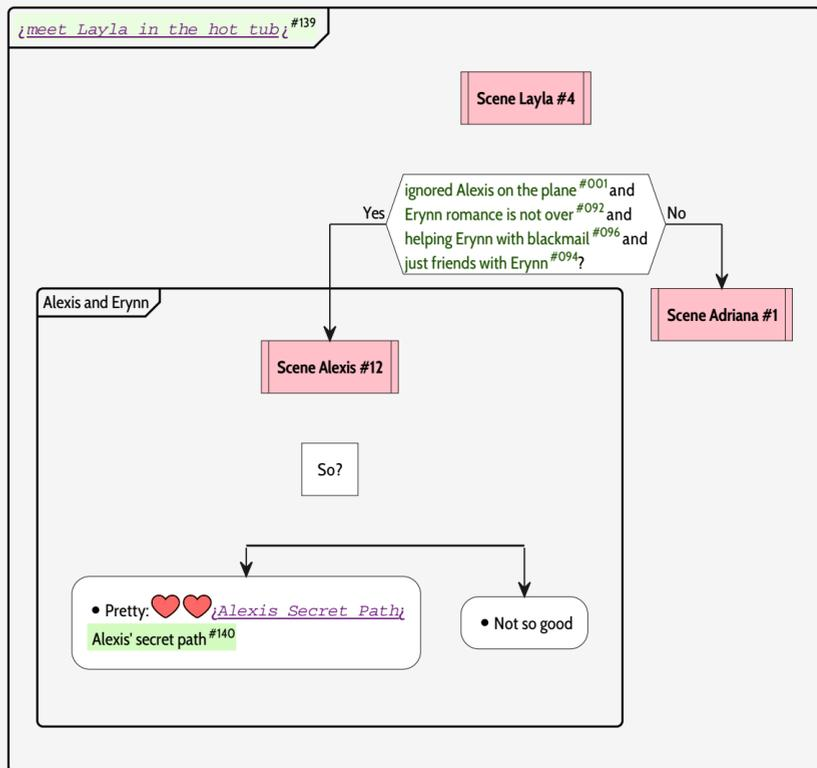 ¿meet Layla in the hot tub¿ #139
Scene Layla #4
ignored Alexis on the plane #001 and
Erynn romance is not over #092 and
helping Erynn with blackmail #096 and
just friends with Erynn #094?
Yes
No
Alexis and Erynn
Scene Adriana #1
Scene Alexis #12
So?
• Pretty: ¿Alexis Secret Path¿
Alexis' secret path #140
• Not so good